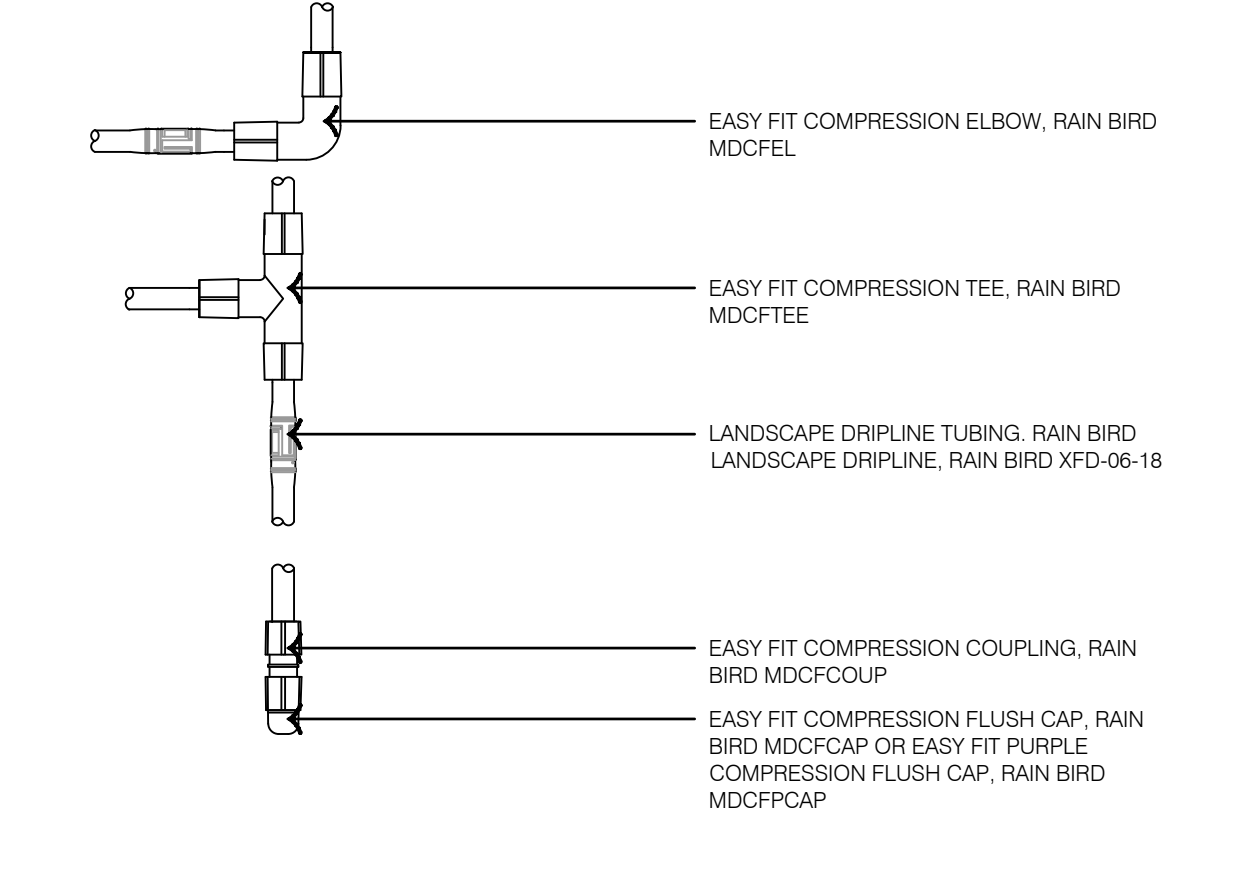 EASY FIT COMPRESSION ELBOW, RAIN BIRD
MDCFEL
EASY FIT COMPRESSION TEE, RAIN BIRD
MDCFTEE
LANDSCAPE DRIPLINE TUBING. RAIN BIRD
LANDSCAPE DRIPLINE, RAIN BIRD XFD-06-18
EASY FIT COMPRESSION COUPLING, RAIN
BIRD MDCFCOUP
EASY FIT COMPRESSION FLUSH CAP, RAIN
BIRD MDCFCAP OR EASY FIT PURPLE
COMPRESSION FLUSH CAP, RAIN BIRD
MDCFPCAP